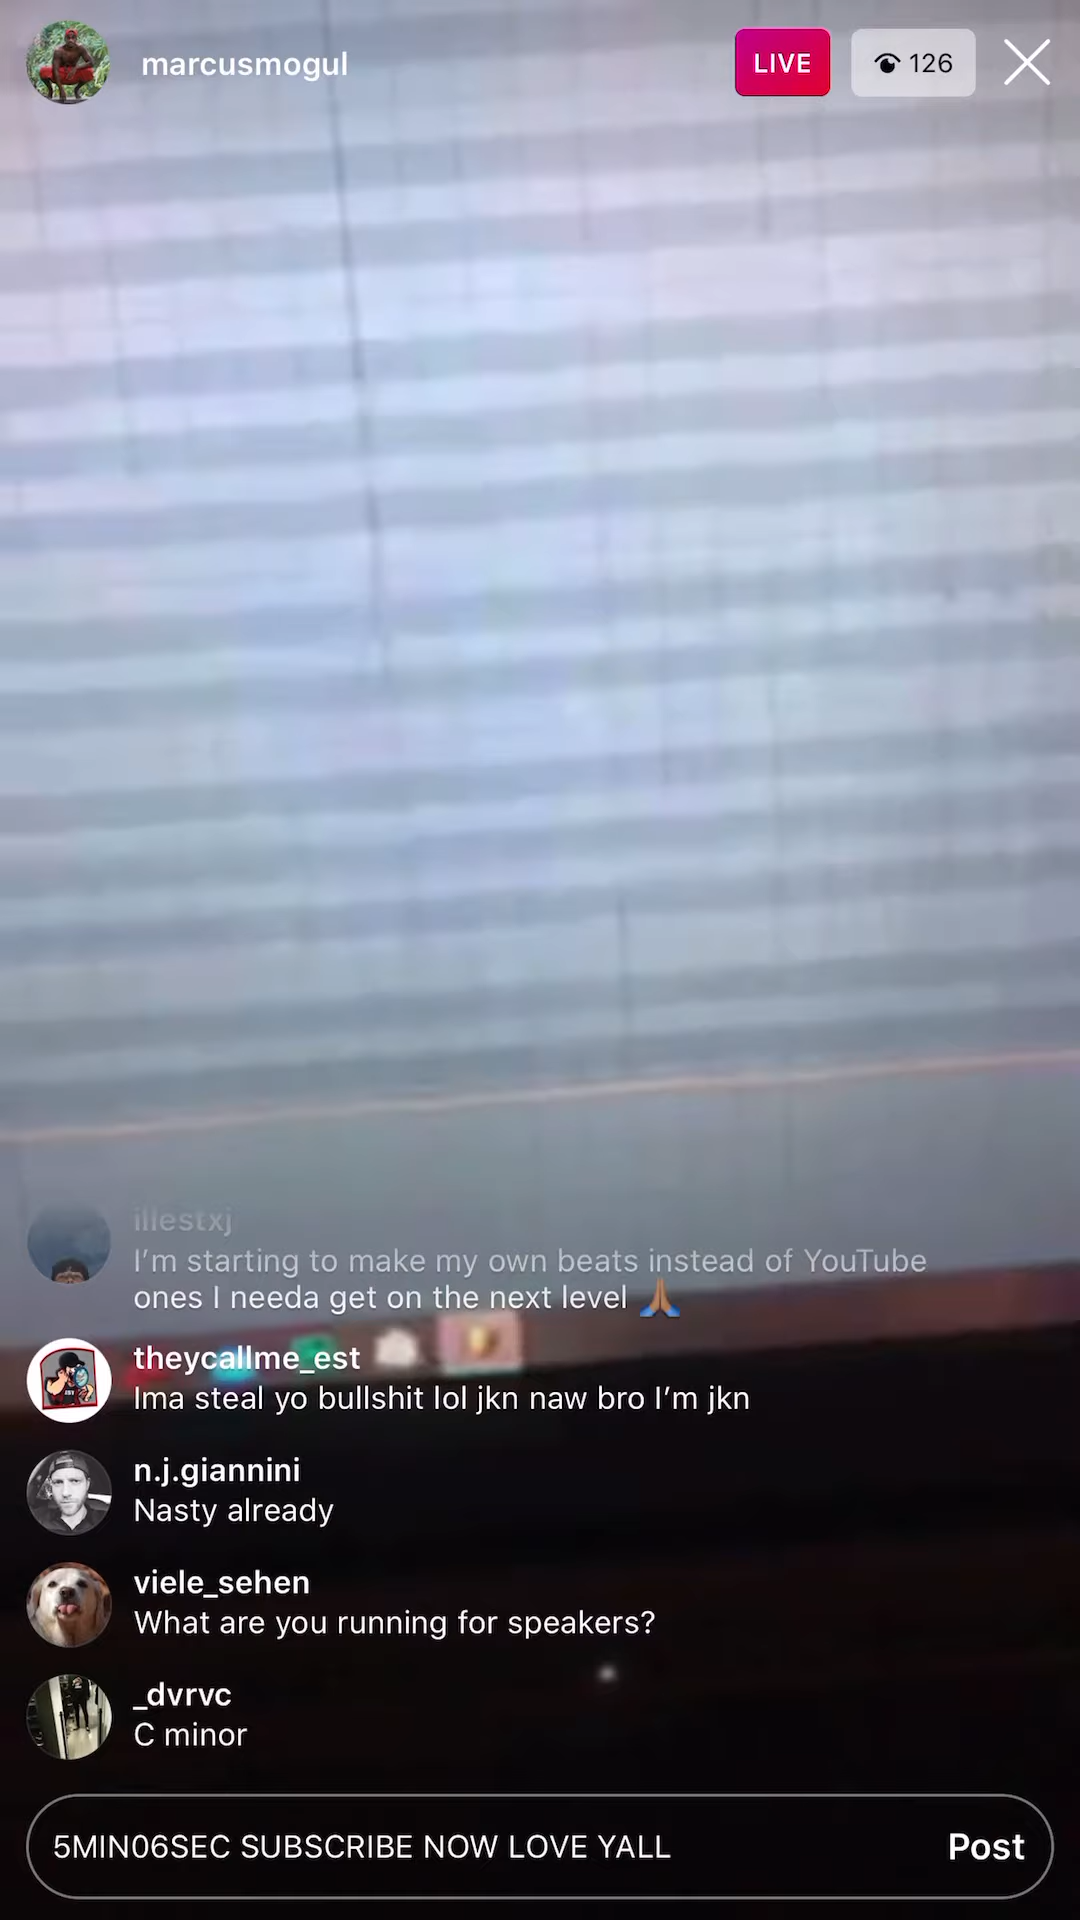 marcusmogul
LIVE
126
illestxj
I’m starting to make my own beats instead of YouTube
ones I needa get on the next level 🙏🏽
theycallme_est
Ima steal yo bullshit lol jkn naw bro I’m jkn
n.j.giannini
Nasty already
viele_sehen
What are you running for speakers?
_dvrvc
C minor
5MIN06SEC SUBSCRIBE NOW LOVE YALL
Post